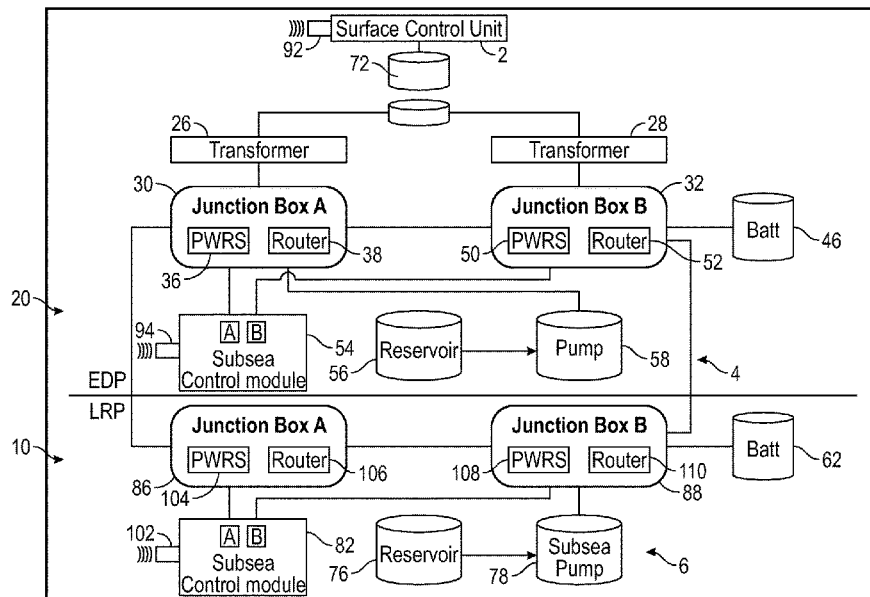 Surface Control Unit
92
2
72
26
28
Transformer
Transformer
30
32
Junction Box A
Junction Box B
PWRS
Router
PWRS
Router
Batt
36
38
50
52
46
20
94
A
B
54
Subsea
Control module
Reservoir
56
Pump
58
4
EDP
LRP
10
Junction Box A
Junction Box B
PWRS
Router
PWRS
Router
Batt
86
104
106
108
110
88
62
102
A
B
82
Subsea
Control module
Reservoir
76
Subsea
Pump
78
6